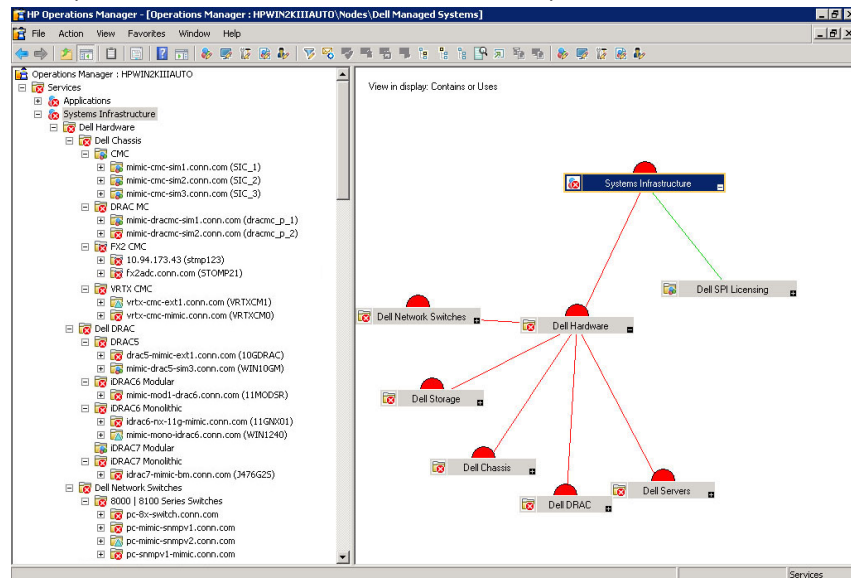 HP Operations Manager - [Operations Manager : HPWIN2KIIIAUTO\Nodes\Dell Managed Systems]
File Action View Favorites Window Help
Operations Manager : HPWIN2KIIIAUTO
Services
Applications
Systems Infrastructure
Dell Hardware
Dell Chassis
CMC
mimic-cmc-sim1.conn.com (SIC_1)
mimic-cmc-sim2.conn.com (SIC_2)
mimic-cmc-sim3.conn.com (SIC_3)
DRAC MC
mimic-dracmc-sim1.conn.com (dracmc_p_1)
mimic-dracmc-sim2.conn.com (dracmc_p_2)
FX2 CMC
10.94.173.43 (stmp123)
fx2adc.conn.com (STOMP21)
VRTX CMC
vrtx-cmc-ext1.conn.com (VRTXCM1)
vrtx-cmc-mimic.conn.com (VRTXCM0)
Dell DRAC
DRAC5
drac5-mimic-ext1.conn.com (10GDRAC)
mimic-drac5-sim3.conn.com (WIN10GM)
iDRAC6 Modular
mimic-mod1-drac6.conn.com (11MODSR)
iDRAC6 Monolithic
idrac6-nx-11g-mimic.conn.com (11GNX01)
mimic-mono-idrac6.conn.com (WIN1240)
iDRAC7 Modular
iDRAC7 Monolithic
idrac7-mimic-bm.conn.com (J476G2S)
Dell Network Switches
8000 | 8100 Series Switches
pc-8x-switch.conn.com
pc-mimic-snmpv1.conn.com
pc-mimic-snmpv2.conn.com
pc-snmpv1-mimic.conn.com
View in display: Contains or Uses
Systems Infrastructure
Dell SPI Licensing
Dell Network Switches
Dell Hardware
Dell Storage
Dell Chassis
Dell DRAC
Dell Servers
Services